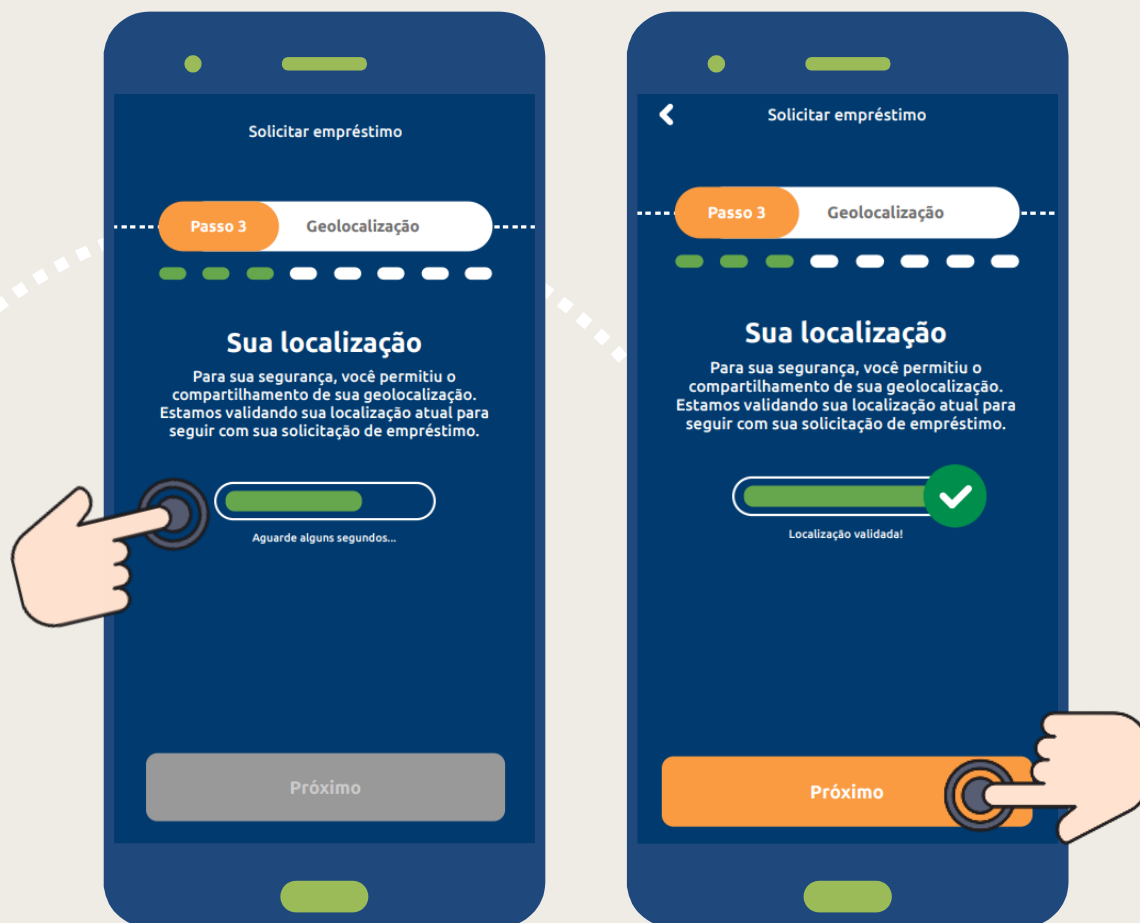 Solicitar empréstimo
Passo 3
Geolocalização
Sua localização
Para sua segurança, você permitiu o
compartilhamento de sua geolocalização.
Estamos validando sua localização atual para
seguir com sua solicitação de empréstimo.
Aguarde alguns segundos...
Próximo
Solicitar empréstimo
Passo 3
Geolocalização
Sua localização
Para sua segurança, você permitiu o
compartilhamento de sua geolocalização.
Estamos validando sua localização atual para
seguir com sua solicitação de empréstimo.
Localização validada!
Próximo